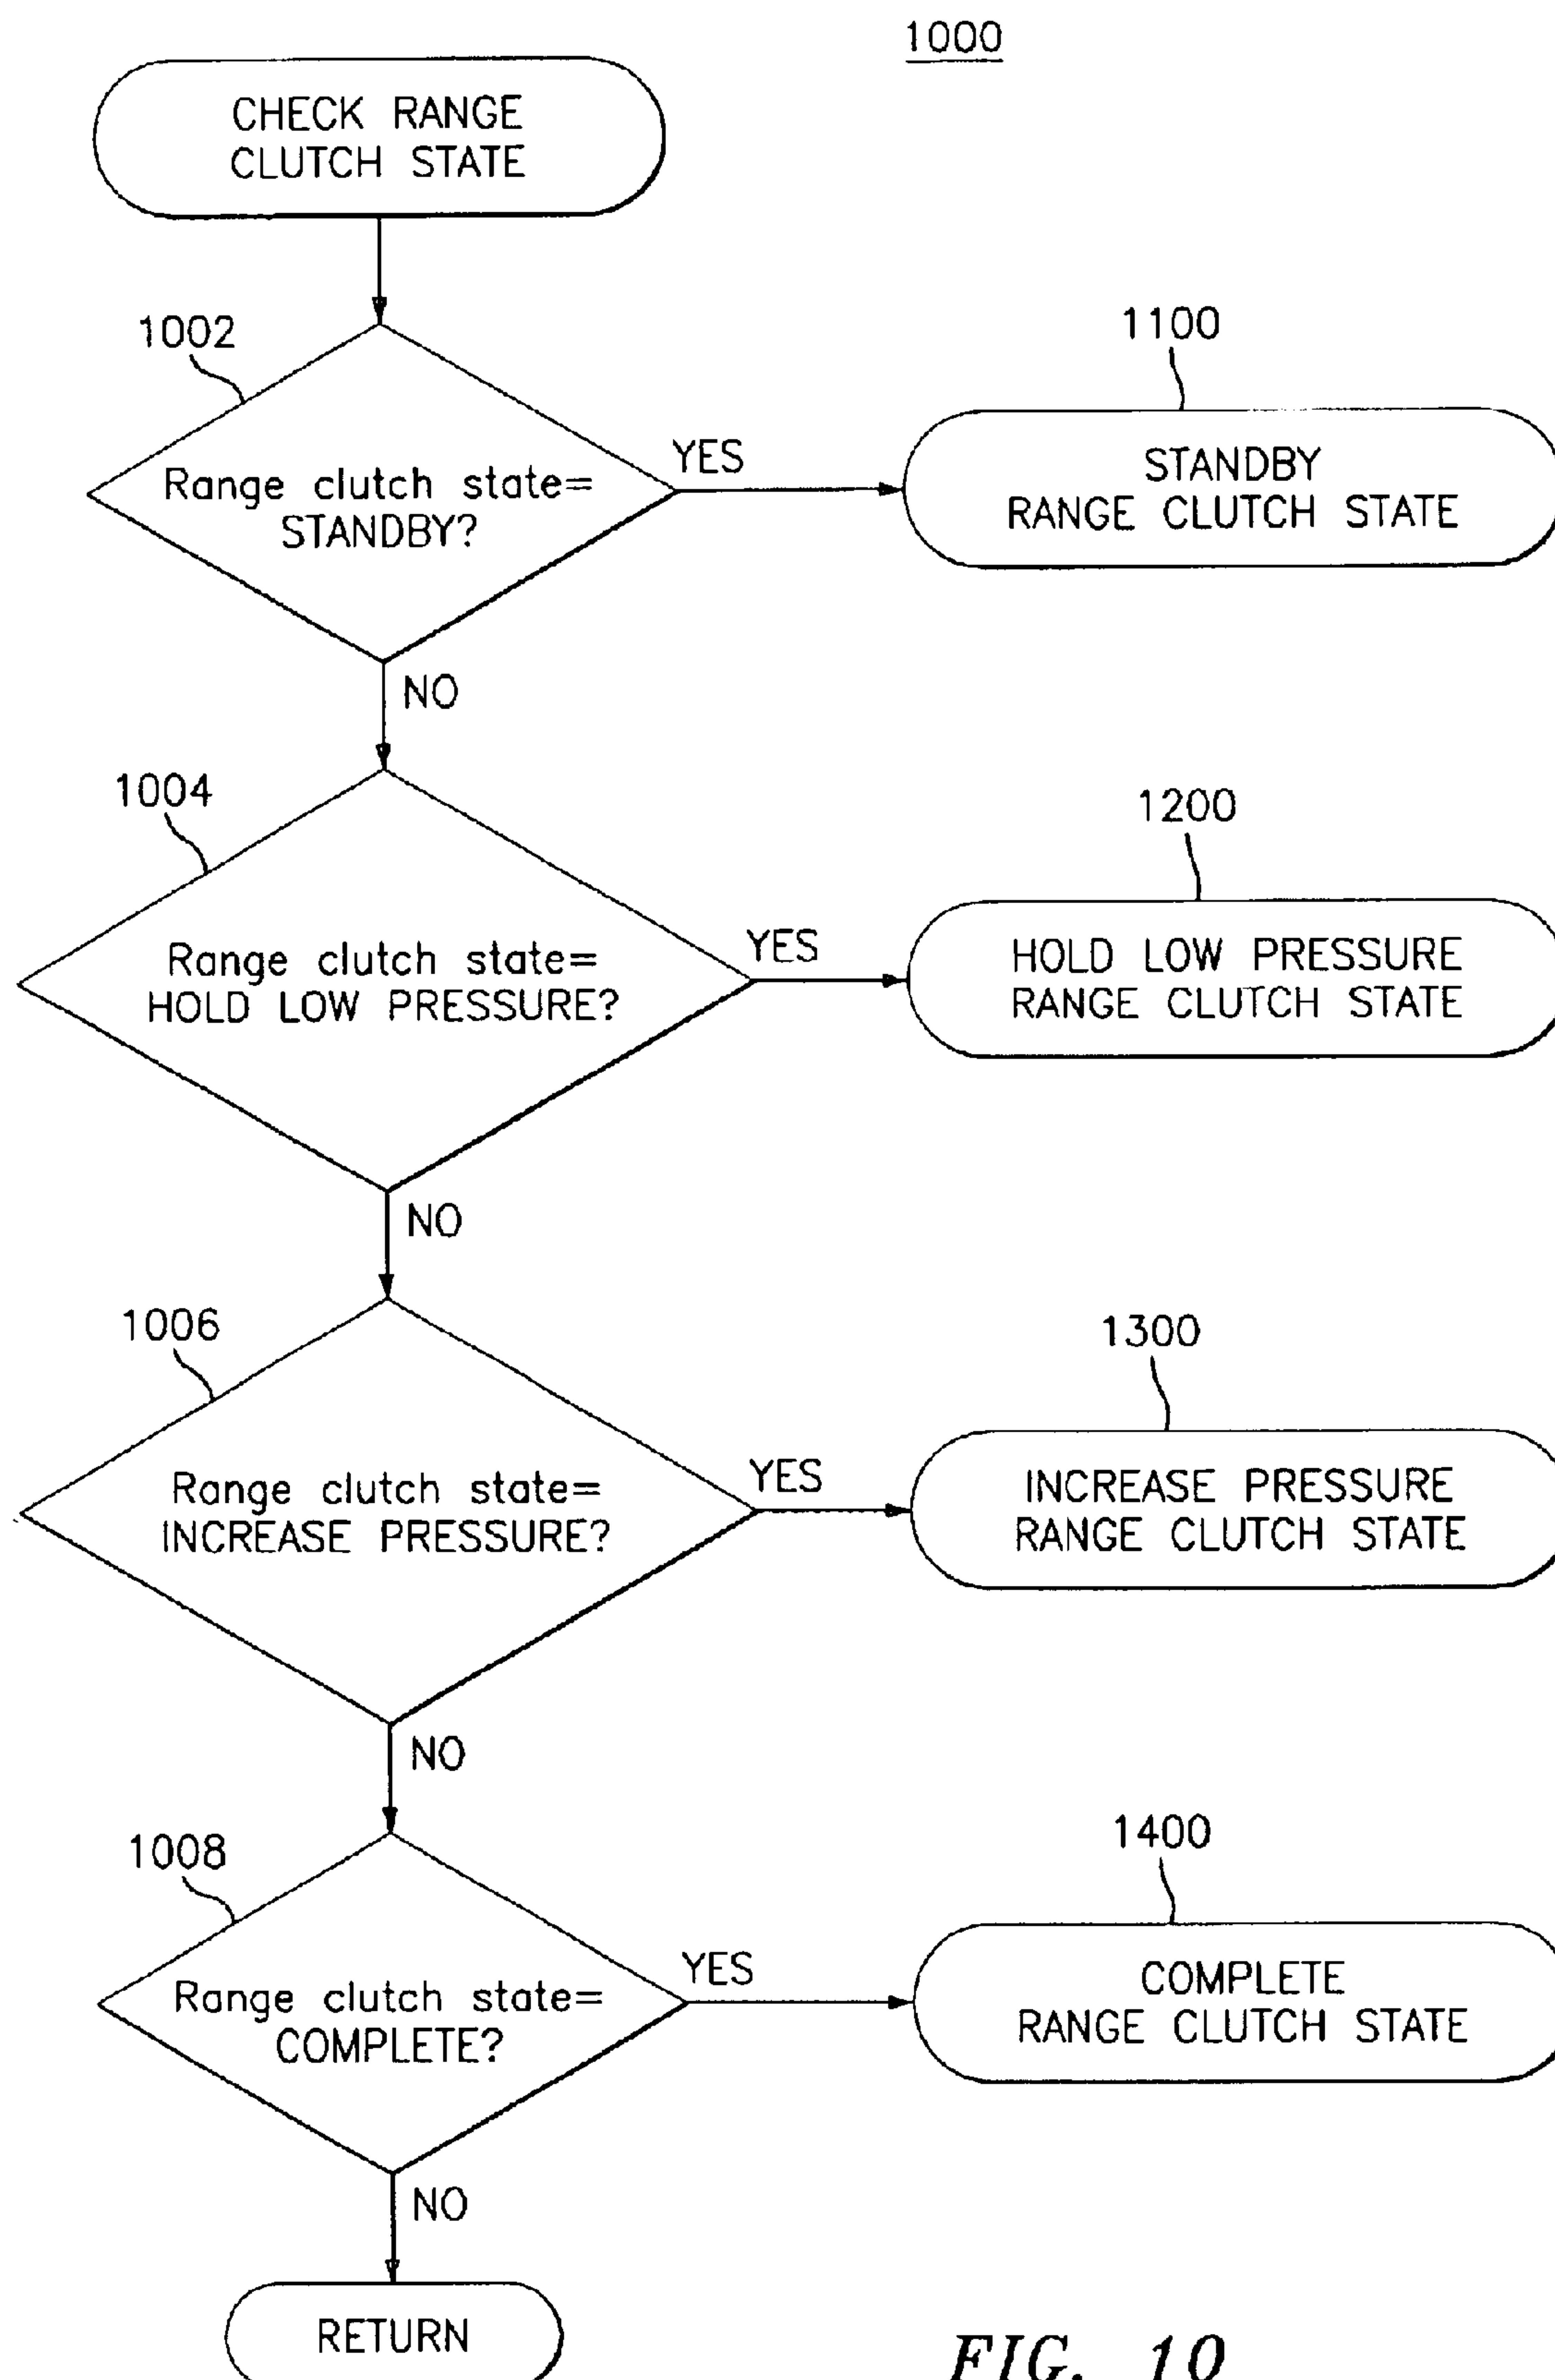 1000
CHECK RANGE
CLUTCH STATE
1002
Range clutch state=
STANDBY?
YES
1100
STANDBY
RANGE CLUTCH STATE
NO
1004
Range clutch state=
HOLD LOW PRESSURE?
YES
1200
HOLD LOW PRESSURE
RANGE CLUTCH STATE
NO
1006
Range clutch state=
INCREASE PRESSURE?
YES
1300
INCREASE PRESSURE
RANGE CLUTCH STATE
NO
1008
Range clutch state=
COMPLETE?
YES
1400
COMPLETE
RANGE CLUTCH STATE
NO
RETURN
FIG. 10